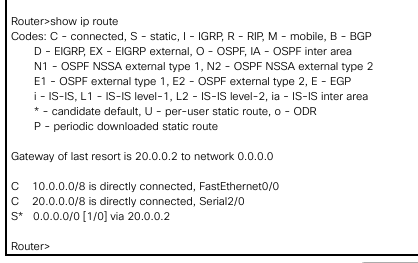 Router>show ip route
Codes: C - connected, S - static, I - IGRP, R - RIP, M - mobile, B - BGP
D - EIGRP, EX - EIGRP external, O - OSPF, IA - OSPF inter area
N1 - OSPF NSSA external type 1, N2 - OSPF NSSA external type 2
E1 - OSPF external type 1, E2 - OSPF external type 2, E - EGP
i - IS-IS, L1 - IS-IS level-1, L2 - IS-IS level-2, ia - IS-IS inter area
* - candidate default, U - per-user static route, o - ODR
P - periodic downloaded static route
Gateway of last resort is 20.0.0.2 to network 0.0.0.0
C 10.0.0.0/8 is directly connected, FastEthernet0/0
C 20.0.0.0/8 is directly connected, Serial2/0
S* 0.0.0.0/0 [1/0] via 20.0.0.2
Router>